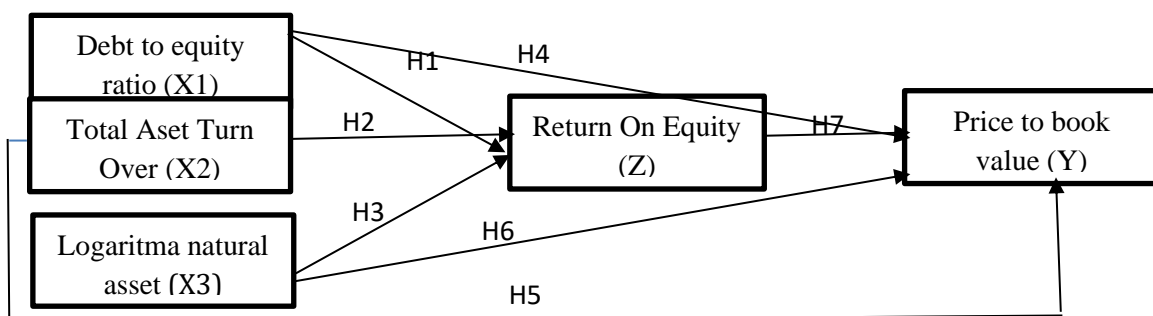 Debt to equity
ratio (X1)
H1
H4
Total Aset Turn
Over (X2)
H2
Return On Equity
(Z)
H7
Price to book
value (Y)
Logaritma natural
asset (X3)
H3
H6
H5